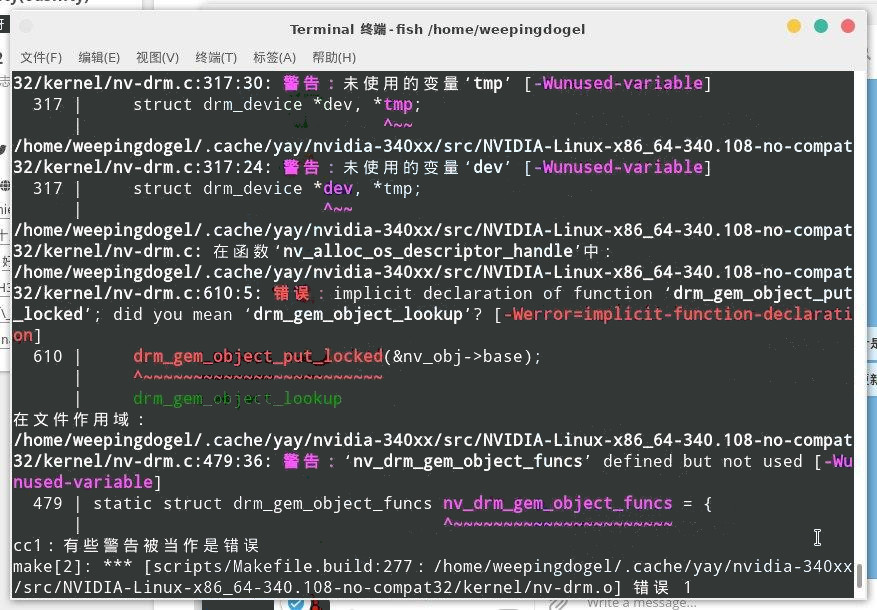 Terminal 终端 - fish /home/weepingdogel
文件(F) 编辑(E) 视图(V) 终端(T) 标签(A) 帮助(H)
32/kernel/nv-drm.c:317:30: 警告：未使用的变量‘tmp’ [-Wunused-variable]
317 | struct drm_device *dev, *tmp;
| ^~~
/home/weepingdogel/.cache/yay/nvidia-340xx/src/NVIDIA-Linux-x86_64-340.108-no-compat
32/kernel/nv-drm.c:317:24: 警告：未使用的变量‘dev’ [-Wunused-variable]
317 | struct drm_device *dev, *tmp;
| ^~~
/home/weepingdogel/.cache/yay/nvidia-340xx/src/NVIDIA-Linux-x86_64-340.108-no-compat
32/kernel/nv-drm.c: 在函数‘nv_alloc_os_descriptor_handle’中：
/home/weepingdogel/.cache/yay/nvidia-340xx/src/NVIDIA-Linux-x86_64-340.108-no-compat
32/kernel/nv-drm.c:610:5: 错误：implicit declaration of function ‘drm_gem_object_put
_locked’; did you mean ‘drm_gem_object_lookup’? [-Werror=implicit-function-declarati
on]
610 | drm_gem_object_put_locked(&nv_obj->base);
| ^~~~~~~~~~~~~~~~~~~~~~~~~
| drm_gem_object_lookup
在文件作用域：
/home/weepingdogel/.cache/yay/nvidia-340xx/src/NVIDIA-Linux-x86_64-340.108-no-compat
32/kernel/nv-drm.c:479:36: 警告：‘nv_drm_gem_object_funcs’ defined but not used [-Wu
nused-variable]
479 | static struct drm_gem_object_funcs nv_drm_gem_object_funcs = {
| ^~~~~~~~~~~~~~~~~~~~~~~
cc1：有些警告被当作是错误
make[2]: *** [scripts/Makefile.build:277：/home/weepingdogel/.cache/yay/nvidia-340xx
/src/NVIDIA-Linux-x86_64-340.108-no-compat32/kernel/nv-drm.o] 错误 1
Write a message...